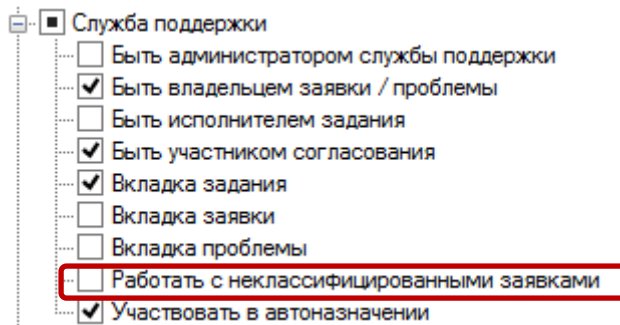 Служба поддержки
Быть администратором службы поддержки
Быть владельцем заявки / проблемы
Быть исполнителем задания
Быть участником согласования
Вкладка задания
Вкладка заявки
Вкладка проблемы
Работать с неклассифицированными заявками
Участвовать в автоназначении